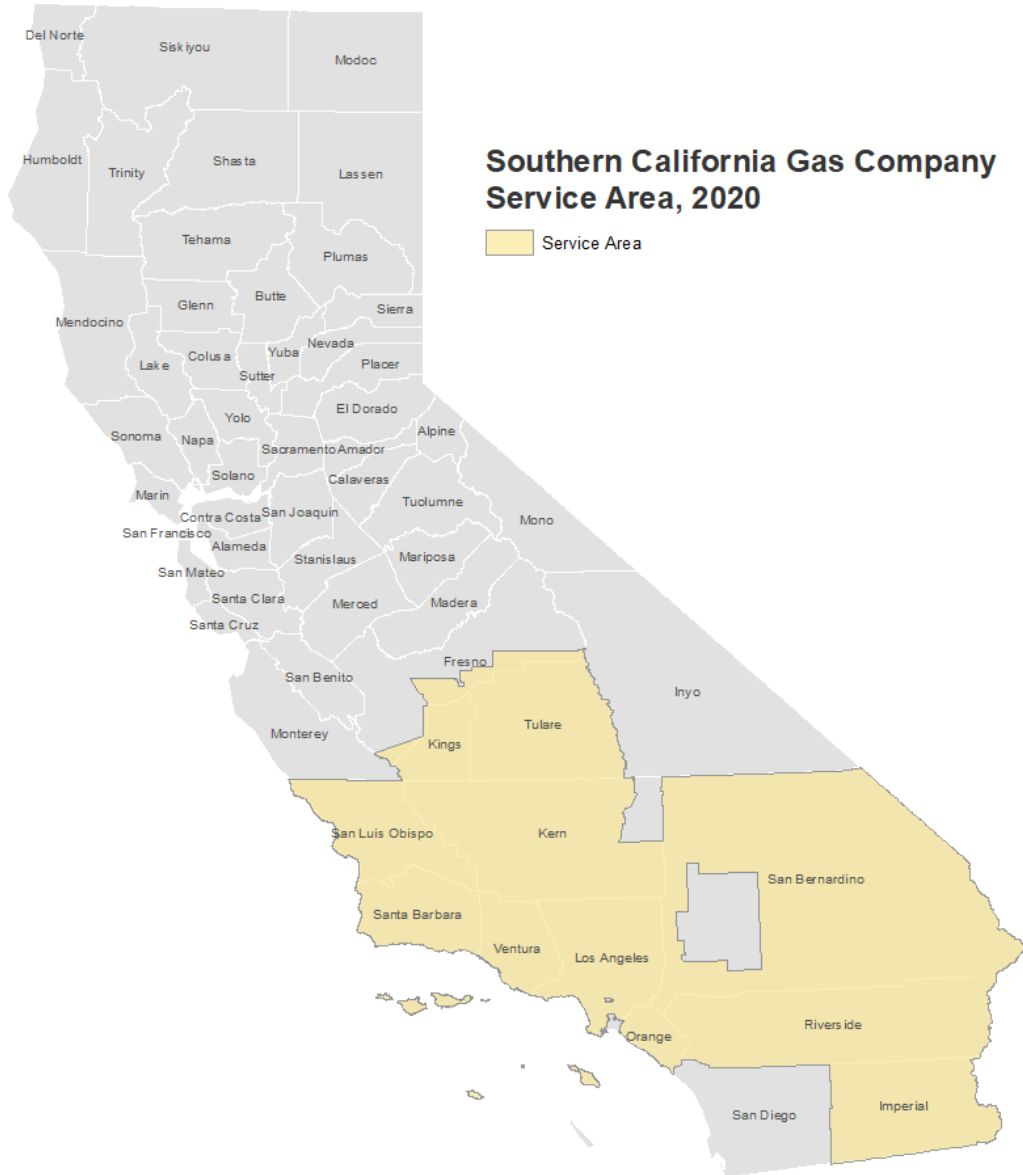 Del Norte
Siskiyou
Modoc
Humboldt
Trinity
Shasta
Lassen
Southern California Gas Company
Service Area, 2020
Service Area
Tehama
Plumas
Glenn
Butte
Sierra
Mendocino
Lake
Colusa
Yuba
Nevada
Sutter
Placer
El Dorado
Yolo
Sonoma
Napa
Sacramento
Amador
Alpine
Solano
Calaveras
Marin
Tuolumne
Contra Costa
San Joaquin
Mono
San Francisco
Alameda
Stanislaus
Mariposa
San Mateo
Santa Clara
Merced
Madera
Santa Cruz
Fresno
San Benito
Inyo
Monterey
Kings
Tulare
San Luis Obispo
Kern
San Bernardino
Santa Barbara
Ventura
Los Angeles
Orange
Riverside
San Diego
Imperial